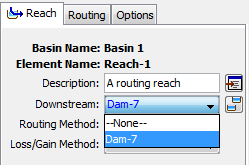 Reach Routing Options
Basin Name: Basin 1
Element Name: Reach-1
Description: A routing reach
Downstream: Dam-7
Routing Method: --None--
Dam-7
Loss/Gain Method: